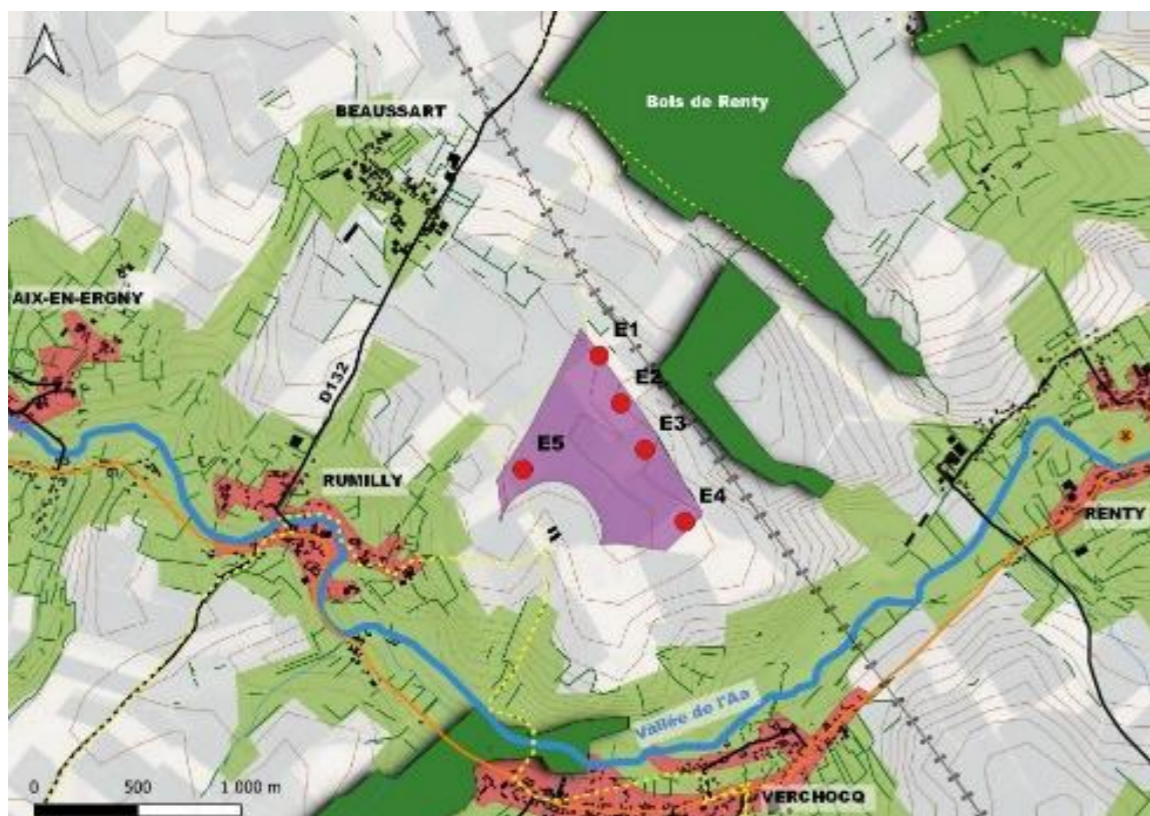 BEAUSSART
Bois de Renty
AIX-EN-ERGNY
D132
E1
E2
E3
E5
RUMILLY
E4
RENTY
Vallée de l'Aa
0 500 1 000 m
VERCHOCQ